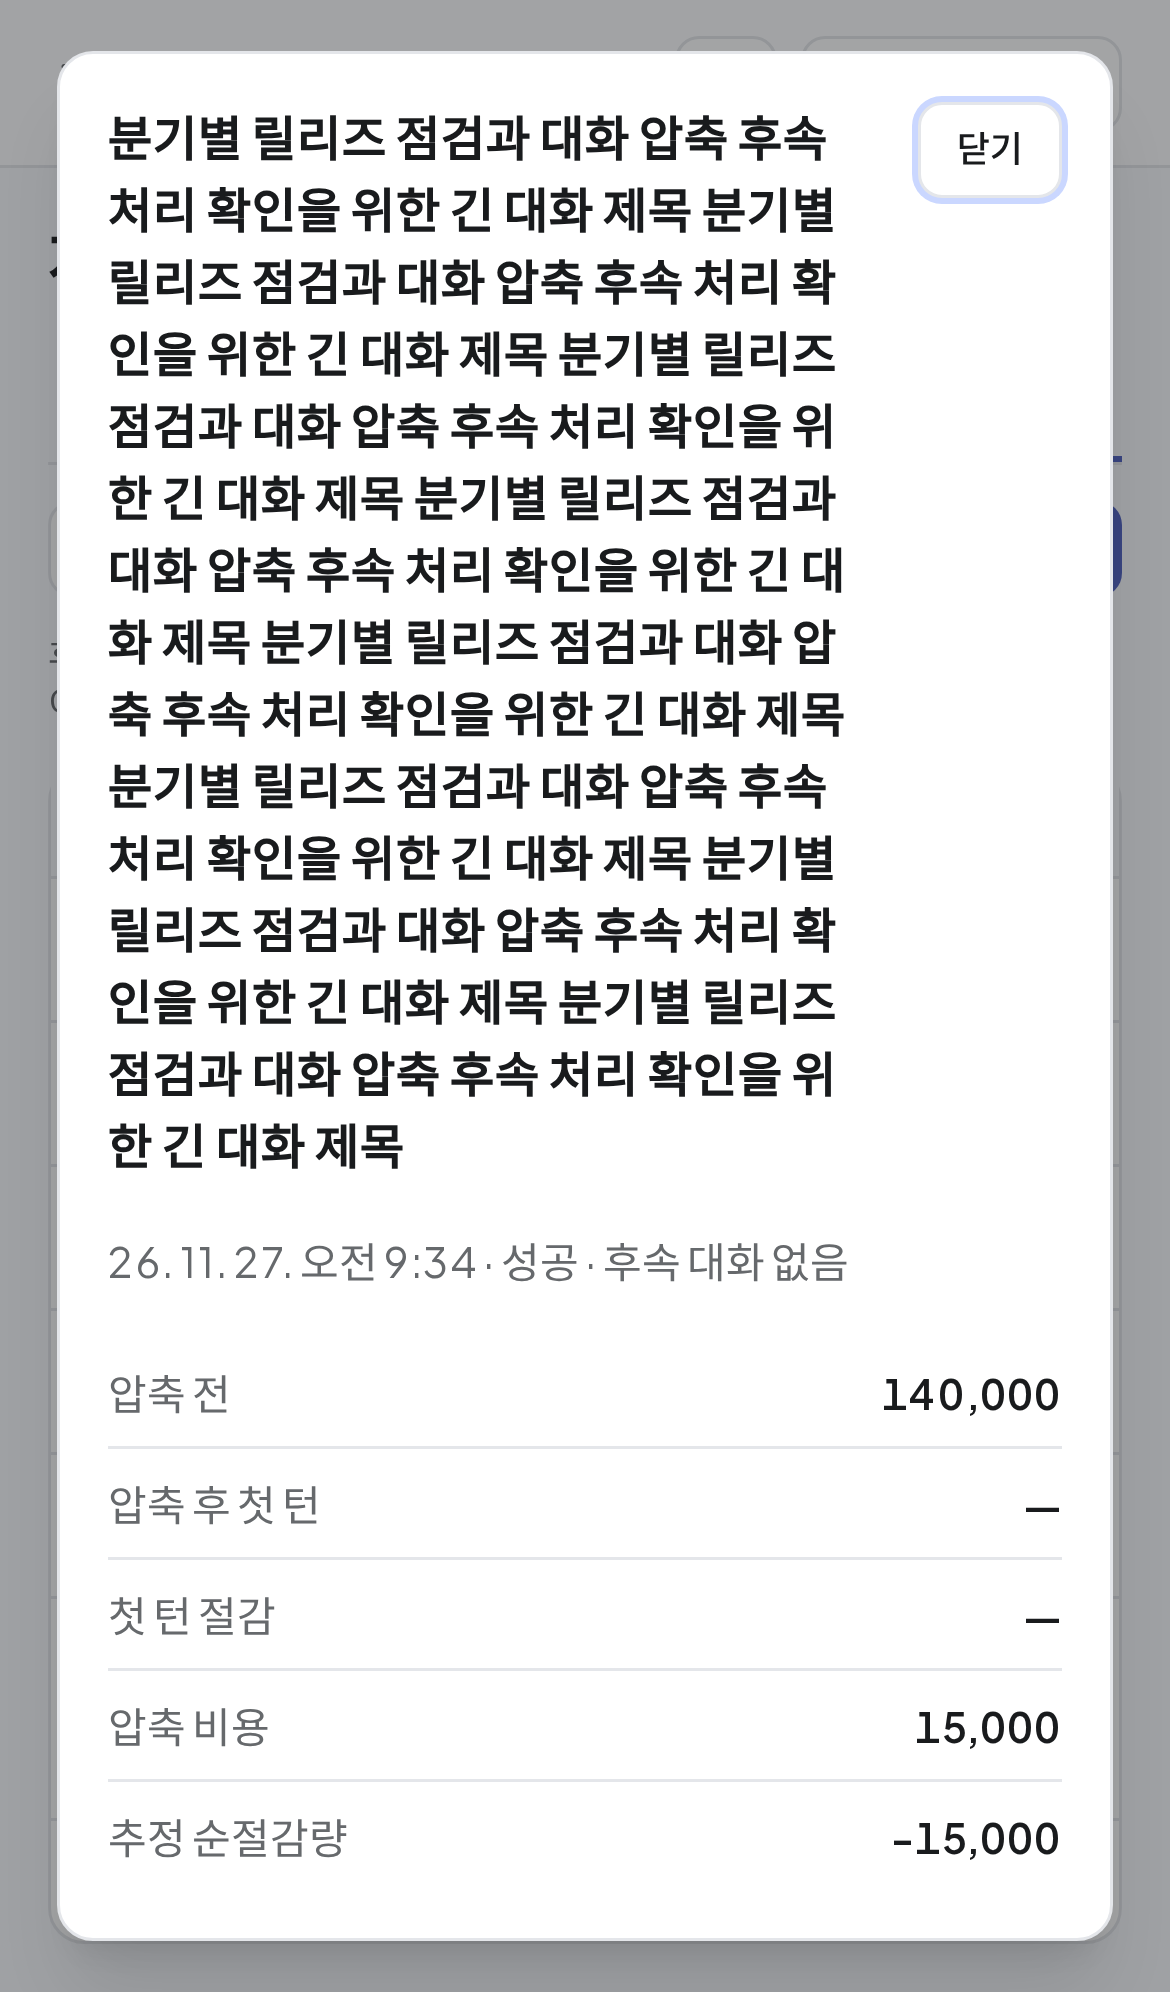 분기별 릴리즈 점검과 대화 압축 후속
처리 확인을 위한 긴 대화 제목 분기별
릴리즈 점검과 대화 압축 후속 처리 확
인을 위한 긴 대화 제목 분기별 릴리즈
점검과 대화 압축 후속 처리 확인을 위
한 긴 대화 제목 분기별 릴리즈 점검과
대화 압축 후속 처리 확인을 위한 긴 대
화 제목 분기별 릴리즈 점검과 대화 압
축 후속 처리 확인을 위한 긴 대화 제목
분기별 릴리즈 점검과 대화 압축 후속
처리 확인을 위한 긴 대화 제목 분기별
릴리즈 점검과 대화 압축 후속 처리 확
인을 위한 긴 대화 제목 분기별 릴리즈
점검과 대화 압축 후속 처리 확인을 위
한 긴 대화 제목
닫기
26. 11. 27. 오전 9:34 · 성공 · 후속 대화 없음
압축 전 140,000
압축 후 첫 턴 —
첫 턴 절감 —
압축 비용 15,000
추정 순절감량 -15,000